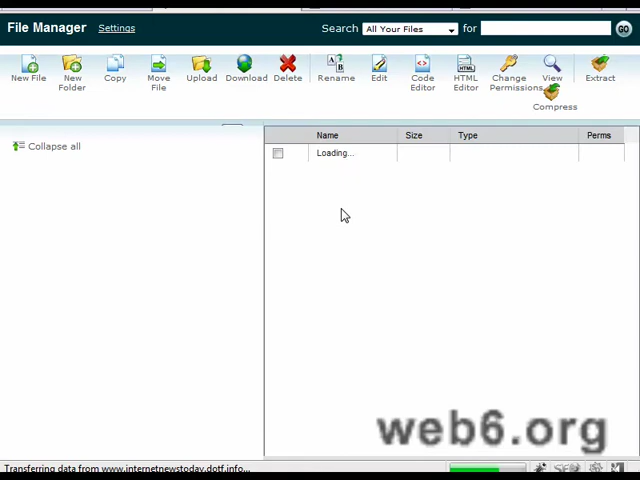 File Manager Settings Search All Your Files for GO
New File New Folder Copy Move File Upload Download Delete Rename Edit Code Editor HTML Editor Change Permissions View Extract
Compress
Collapse all
Name Size Type Perms
Loading...
web6.org
Transferring data from www.internetnewstoday.dotf.info...